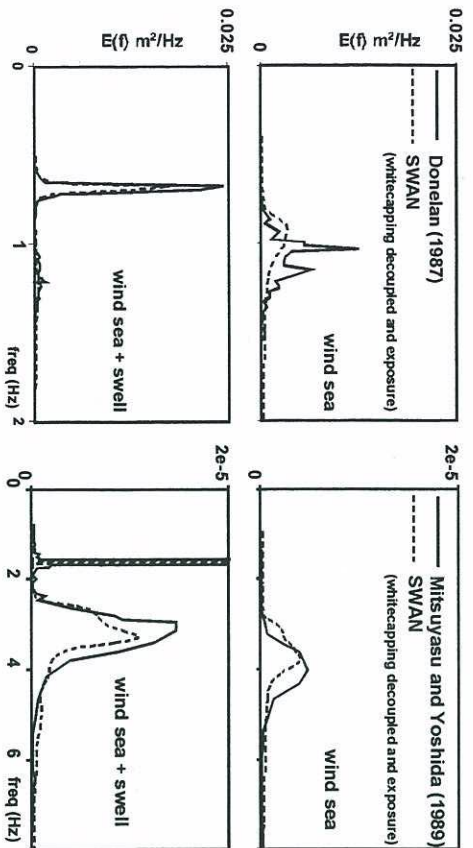 0.025
E(f) m²/Hz
0
Donelan (1987)
SWAN
(whitecapping decoupled and exposure)
wind sea
2e-5
0
Mitsuyasu and Yoshida (1989)
SWAN
(whitecapping decoupled and exposure)
wind sea
0.025
E(f) m²/Hz
0
wind sea + swell
0
1
2
freq (Hz)
2e-5
0
wind sea + swell
0
2
4
6
8
freq (Hz)